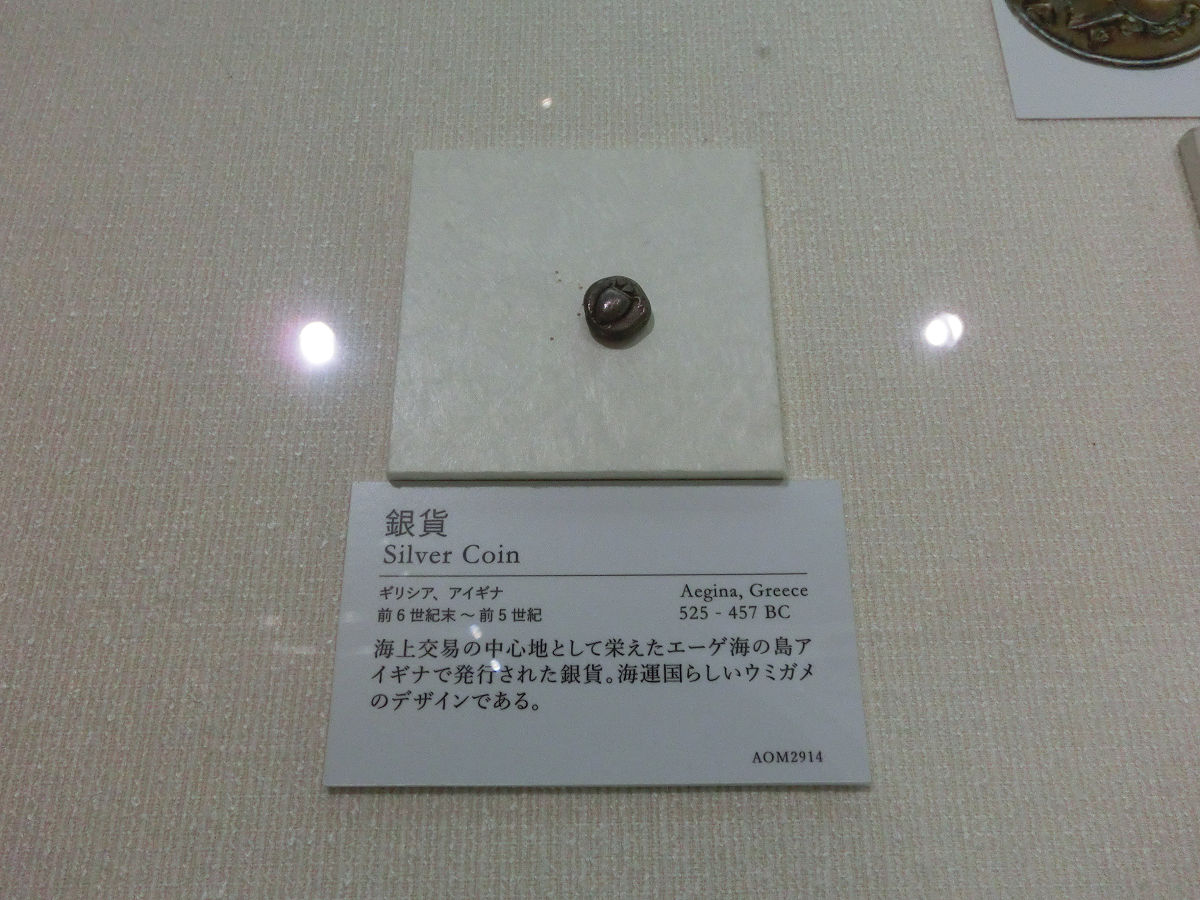 銀貨
Silver Coin
ギリシア、アイギナ
Aegina, Greece
前6世紀末～前5世紀
525 - 457 BC
海上交易の中心地として栄えたエーゲ海の島ア
イギナで発行された銀貨。海運国らしいウミガメ
のデザインである。
AOM2914